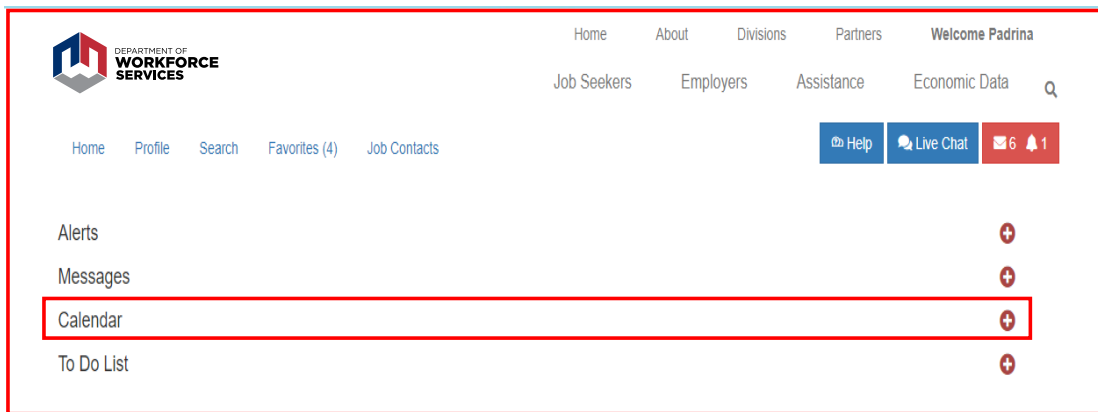 DEPARTMENT OF
WORKFORCE
SERVICES
Home About Divisions Partners Welcome Padrina
Job Seekers Employers Assistance Economic Data
Home Profile Search Favorites (4) Job Contacts
Help Live Chat 6 1
Alerts
Messages
Calendar
To Do List